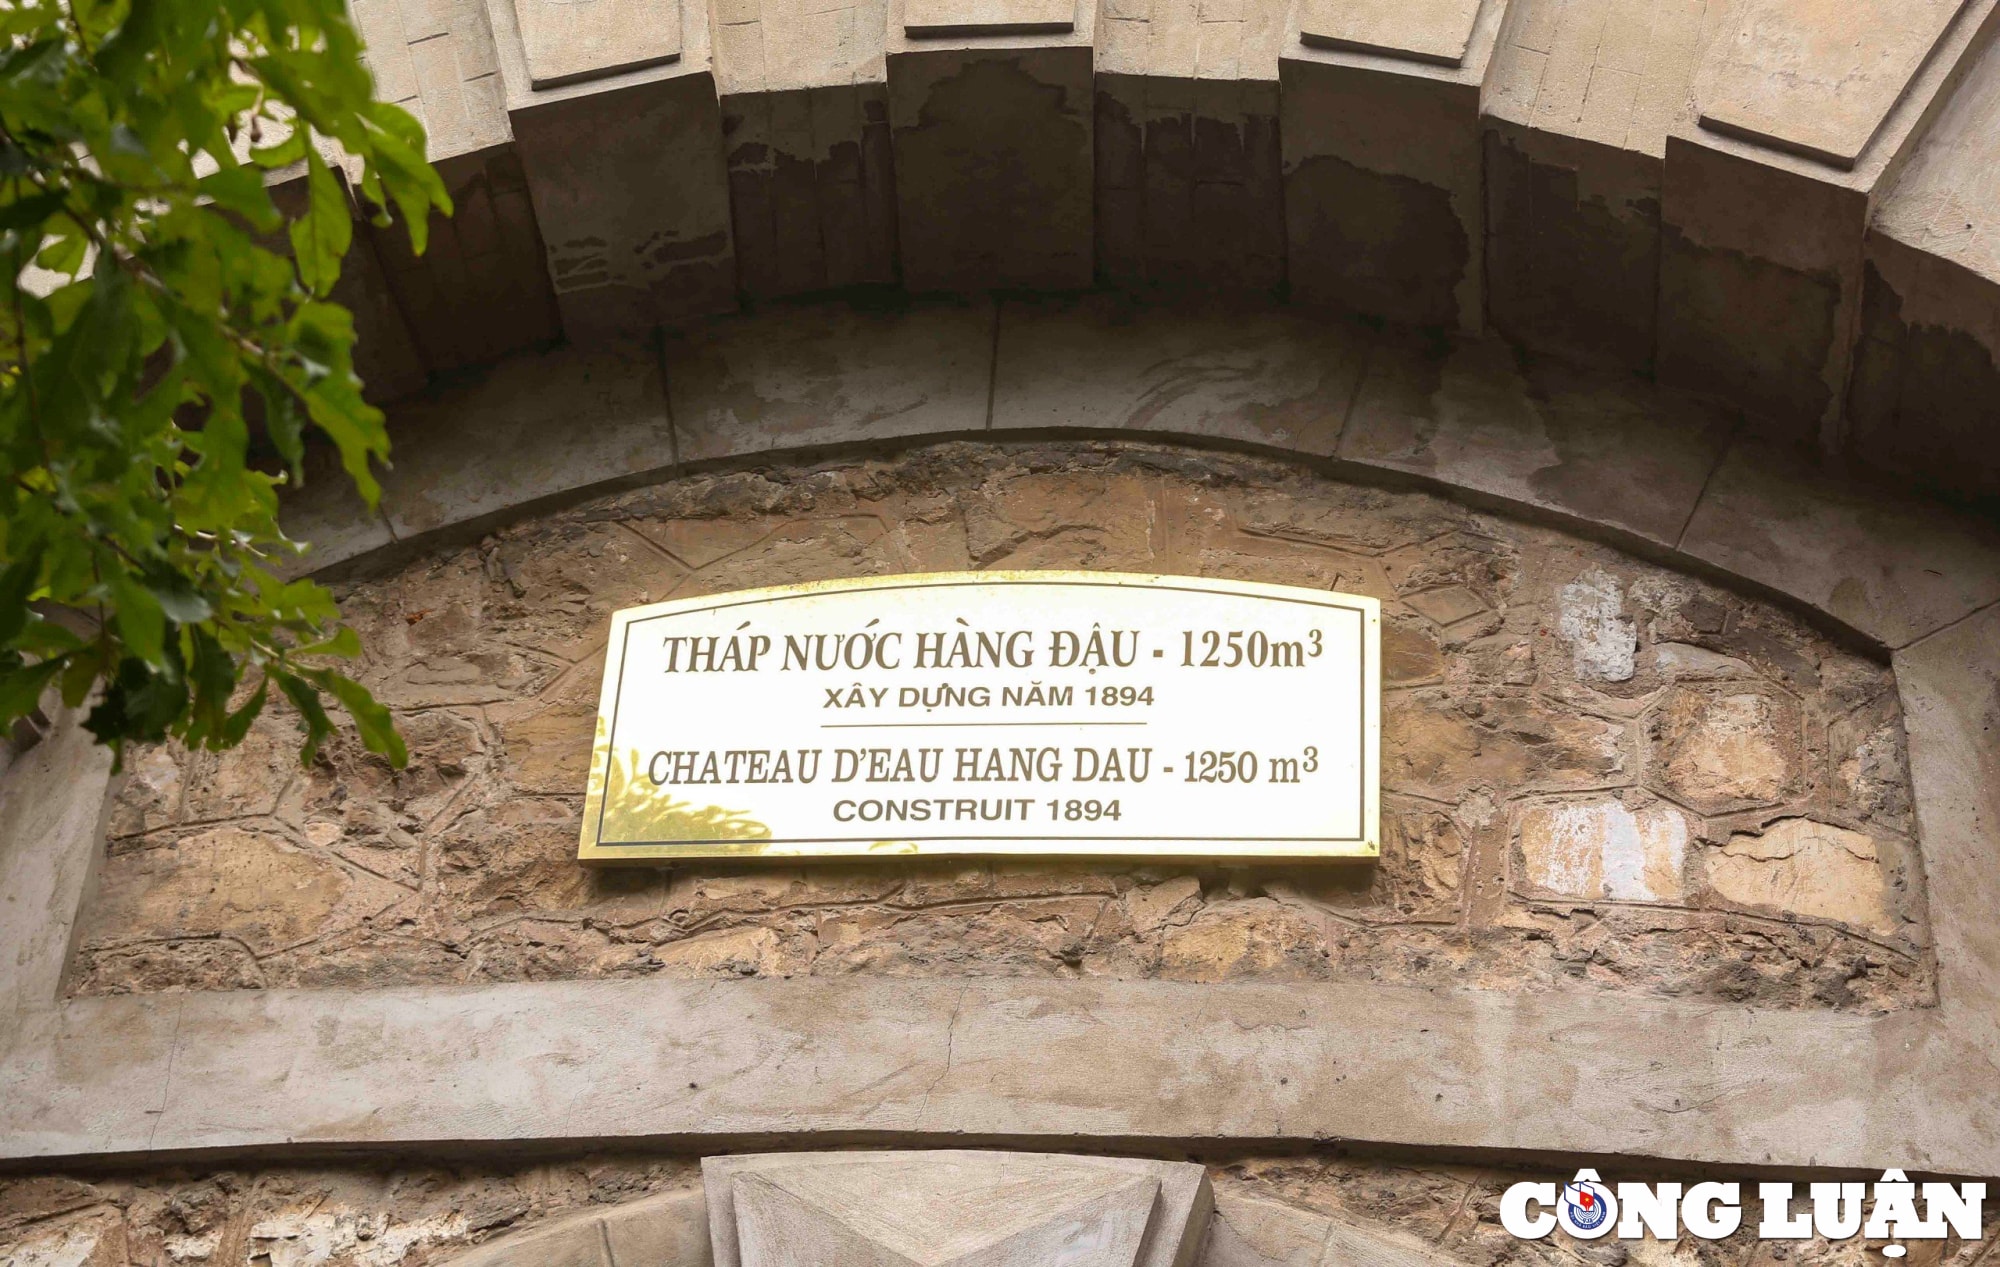 THÁP NƯỚC HÀNG ĐẬU - 1250m³
XÂY DỰNG NĂM 1894
CHATEAU D'EAU HANG DAU - 1250 m³
CONSTRUIT 1894
CÔNG LUẬN